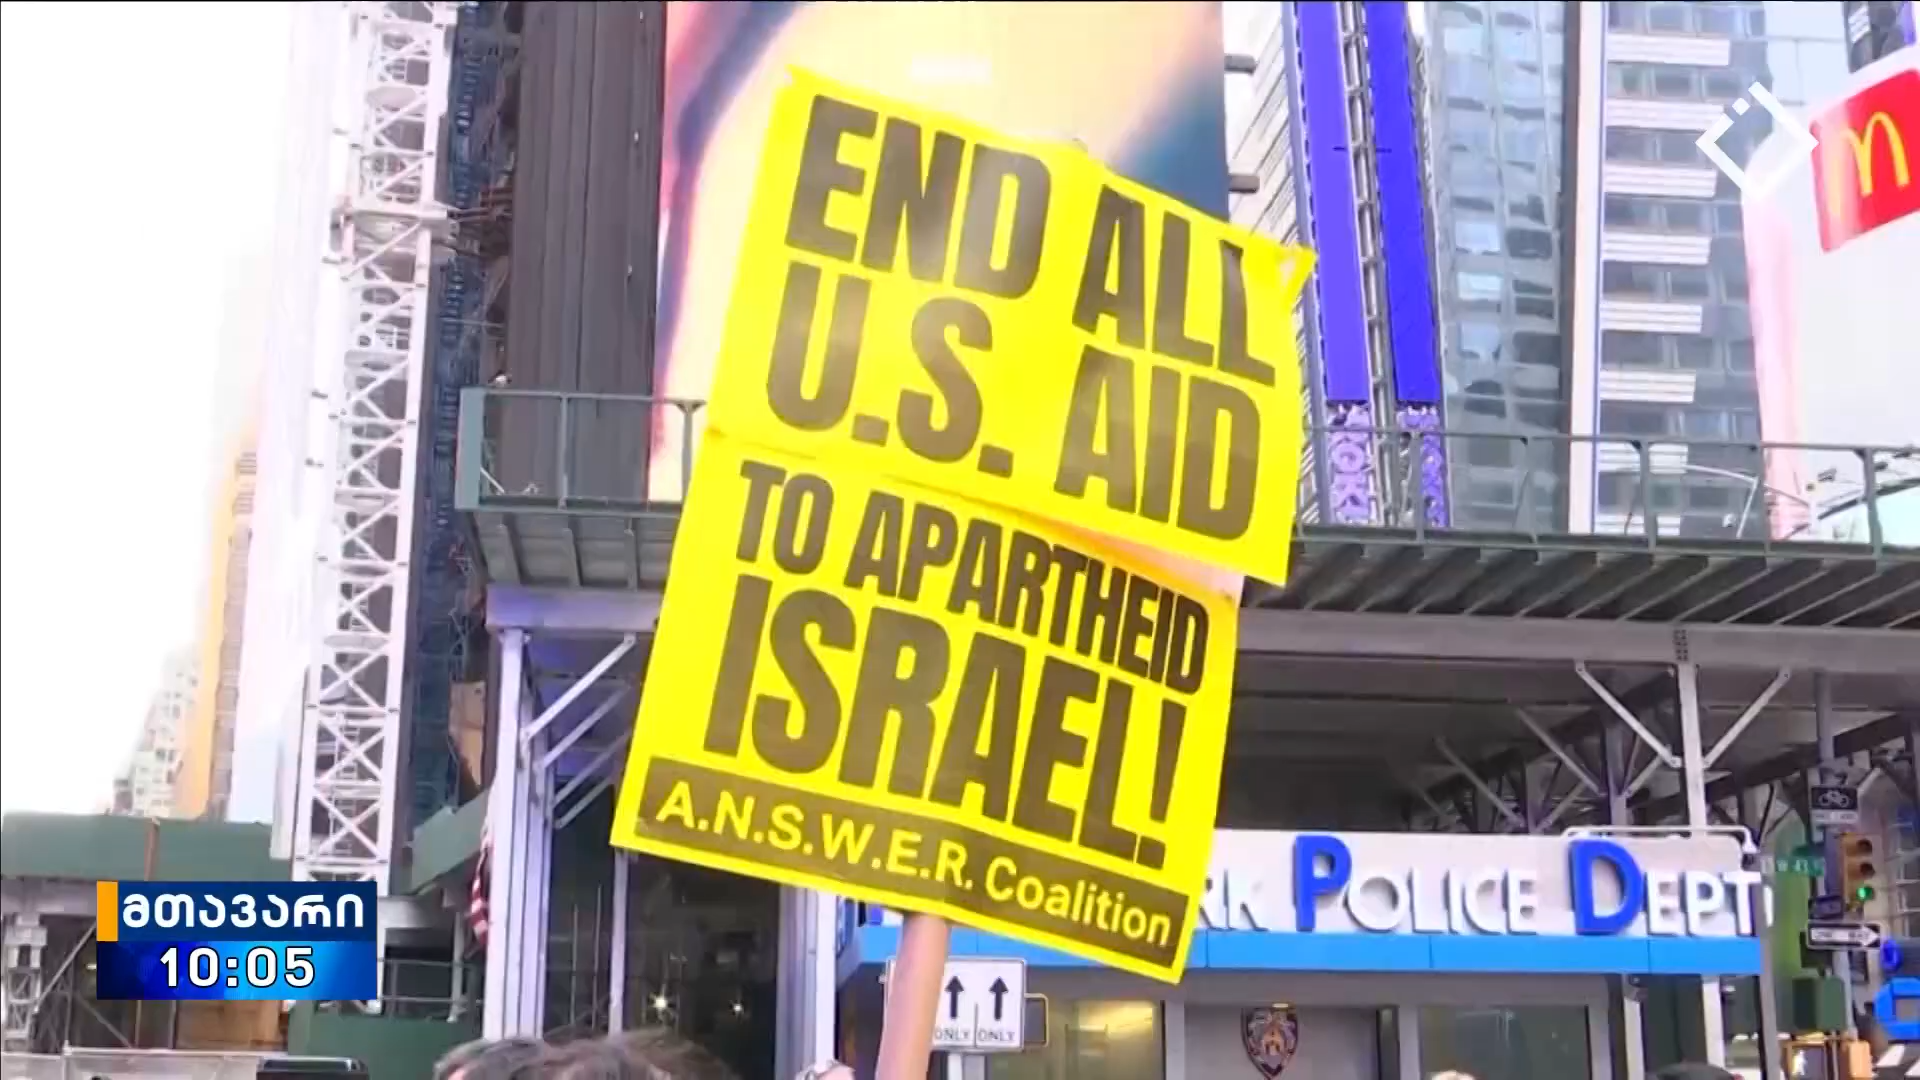 END ALL
U.S. AID
TO APARTHEID
ISRAEL!
A.N.S.W.E.R. Coalition
RK POLICE DEPT
ONLY ONLY
მთავარი
10:05